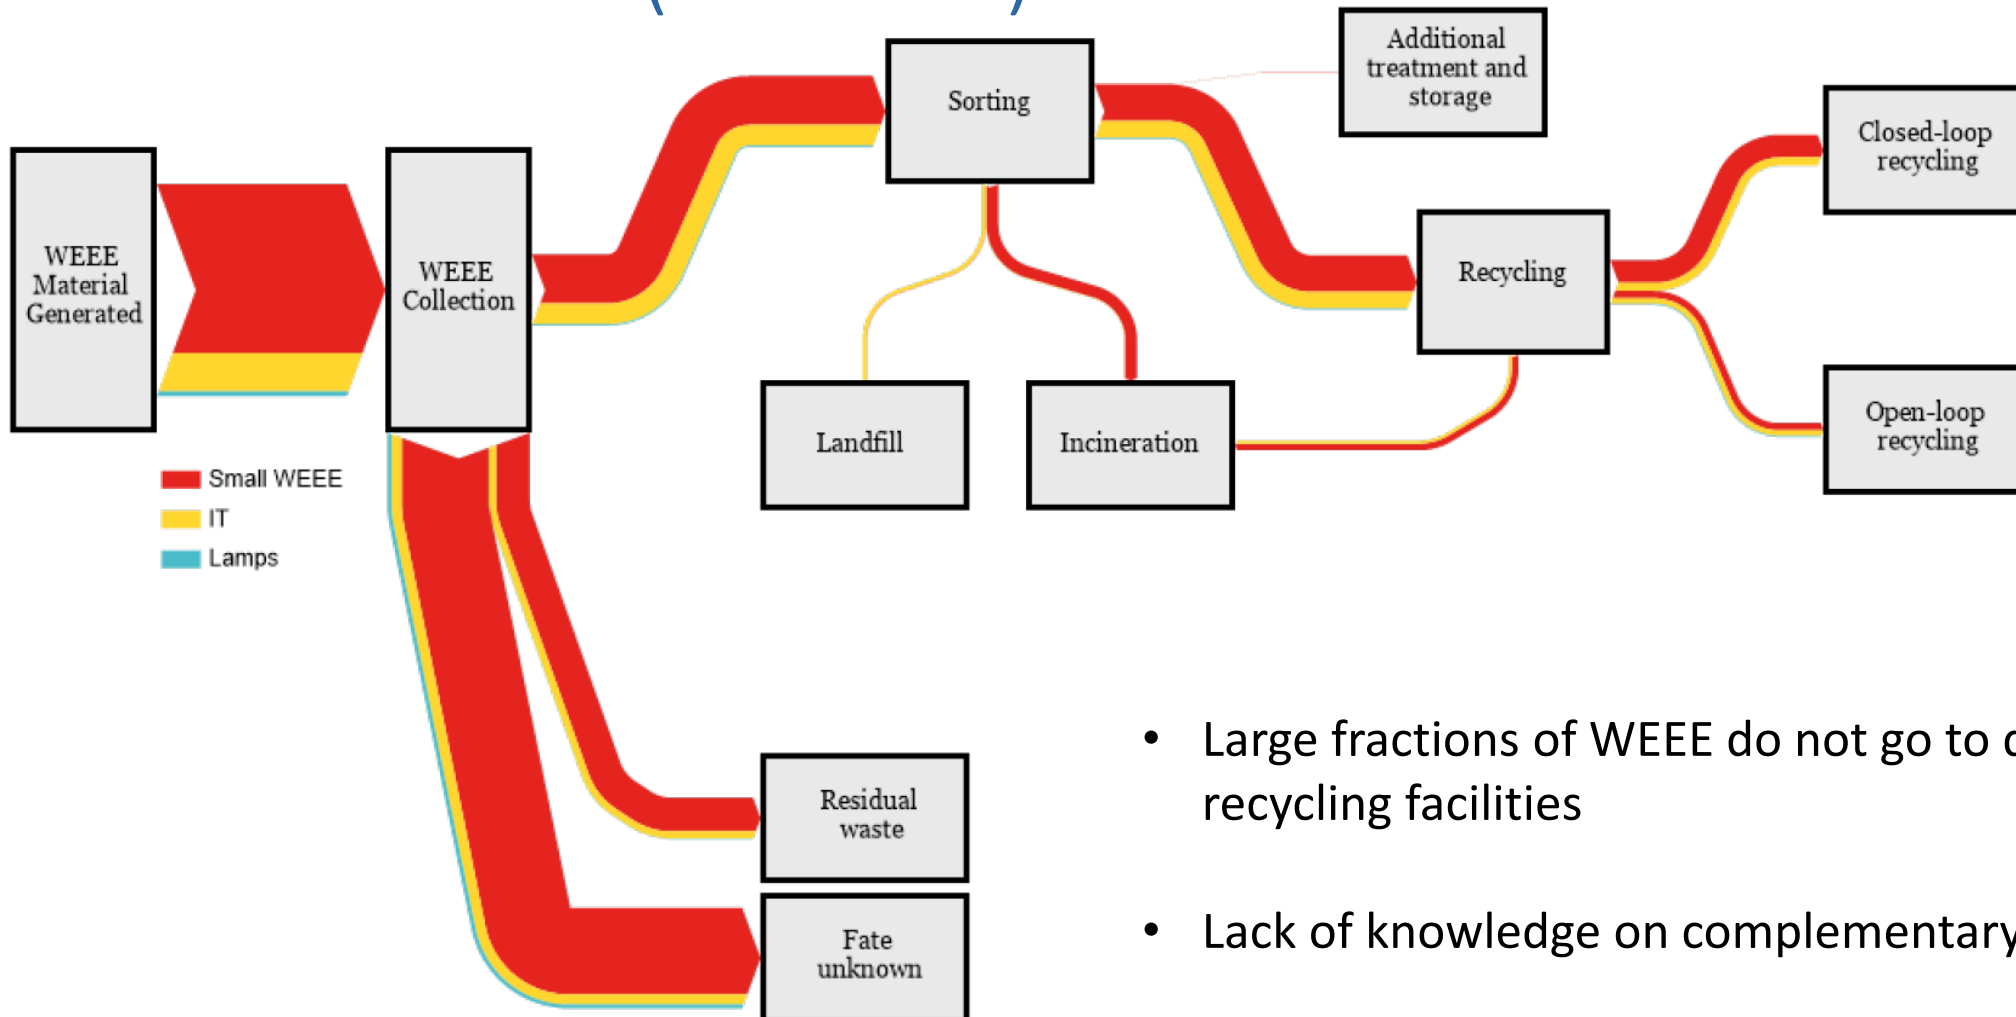 Additional
treatment and
storage
Sorting
Closed-loop
recycling
WEEE
Material
Generated
WEEE
Collection
Recycling
Landfill
Incineration
Open-loop
recycling
Small WEEE
IT
Lamps
Residual
waste
Fate
unknown
• Large fractions of WEEE do not go to
recycling facilities
• Lack of knowledge on complementary